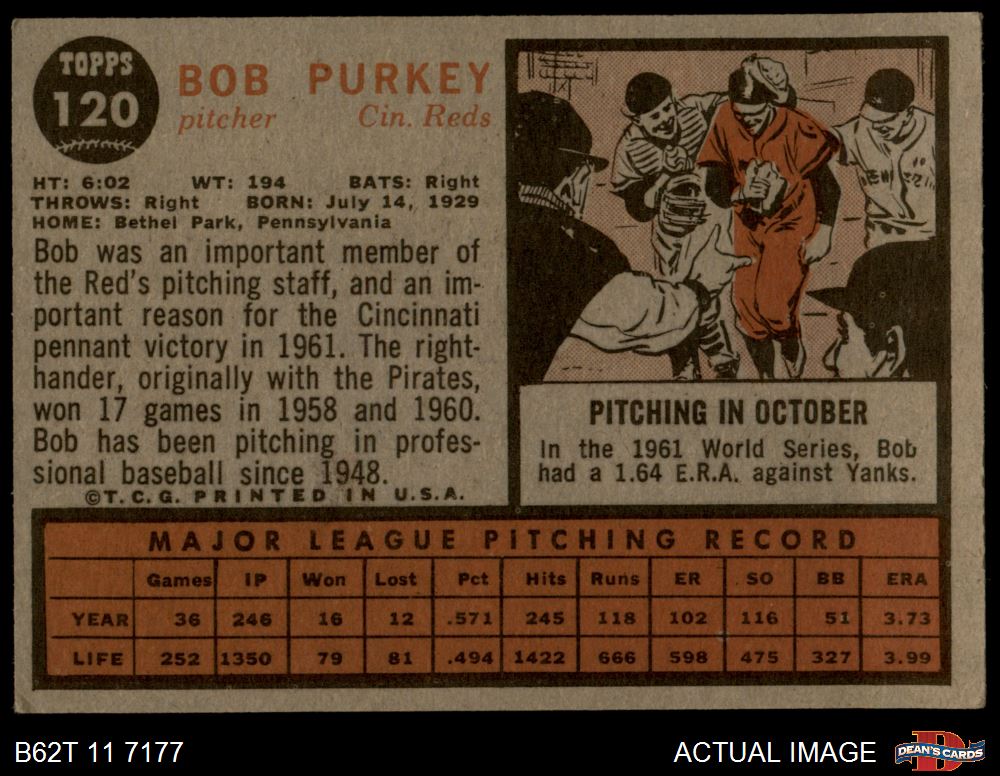 TOPPS
120
BOB PURKEY
pitcher Cin. Reds
HT: 6:02 WT: 194 BATS: Right
THROWS: Right BORN: July 14, 1929
HOME: Bethel Park, Pennsylvania
Bob was an important member of
the Red's pitching staff, and an im-
portant reason for the Cincinnati
pennant victory in 1961. The right-
hander, originally with the Pirates,
won 17 games in 1958 and 1960.
Bob has been pitching in profes-
sional baseball since 1948.
©T.C.G. PRINTED IN U.S.A.
PITCHING IN OCTOBER
In the 1961 World Series, Bob
had a 1.64 E.R.A. against Yanks.
MAJOR LEAGUE PITCHING RECORD
Games IP Won Lost Pct Hits Runs ER SO BB ERA
YEAR 36 246 16 12 .571 245 118 102 116 51 3.73
LIFE 252 1350 79 81 .494 1422 666 598 475 327 3.99
B62T 11 7177
ACTUAL IMAGE
DEAN'S CARDS